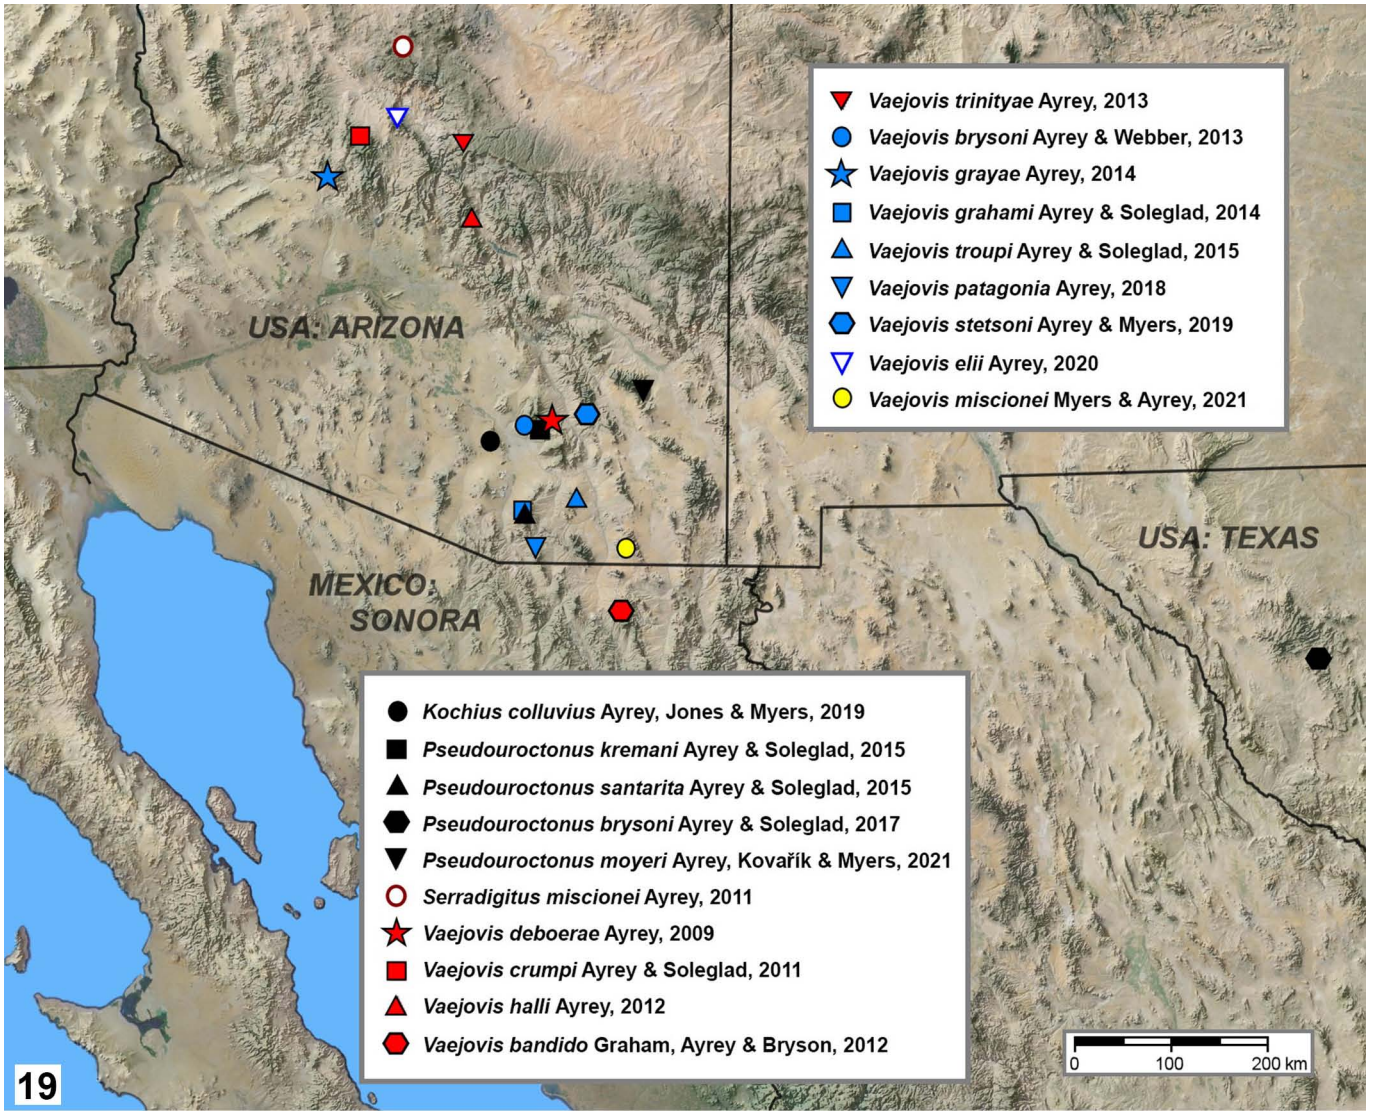 Vaejovis trinityae Ayrey, 2013
Vaejovis brysoni Ayrey & Webber, 2013
Vaejovis grayae Ayrey, 2014
Vaejovis grahami Ayrey & Soleglad, 2014
Vaejovis troupi Ayrey & Soleglad, 2015
Vaejovis patagonia Ayrey, 2018
Vaejovis stetsoni Ayrey & Myers, 2019
Vaejovis elii Ayrey, 2020
Vaejovis miscionei Myers & Ayrey, 2021
USA: ARIZONA
USA: TEXAS
MEXICO:
SONORA
Kochius colluvius Ayrey, Jones & Myers, 2019
Pseudouroctonus kremani Ayrey & Soleglad, 2015
Pseudouroctonus santarita Ayrey & Soleglad, 2015
Pseudouroctonus brysoni Ayrey & Soleglad, 2017
Pseudouroctonus moyeri Ayrey, Kovařík & Myers, 2021
Serradigitus miscionei Ayrey, 2011
Vaejovis deboerae Ayrey, 2009
Vaejovis crumpi Ayrey & Soleglad, 2011
Vaejovis halli Ayrey, 2012
Vaejovis bandido Graham, Ayrey & Bryson, 2012
0 100 200 km
19